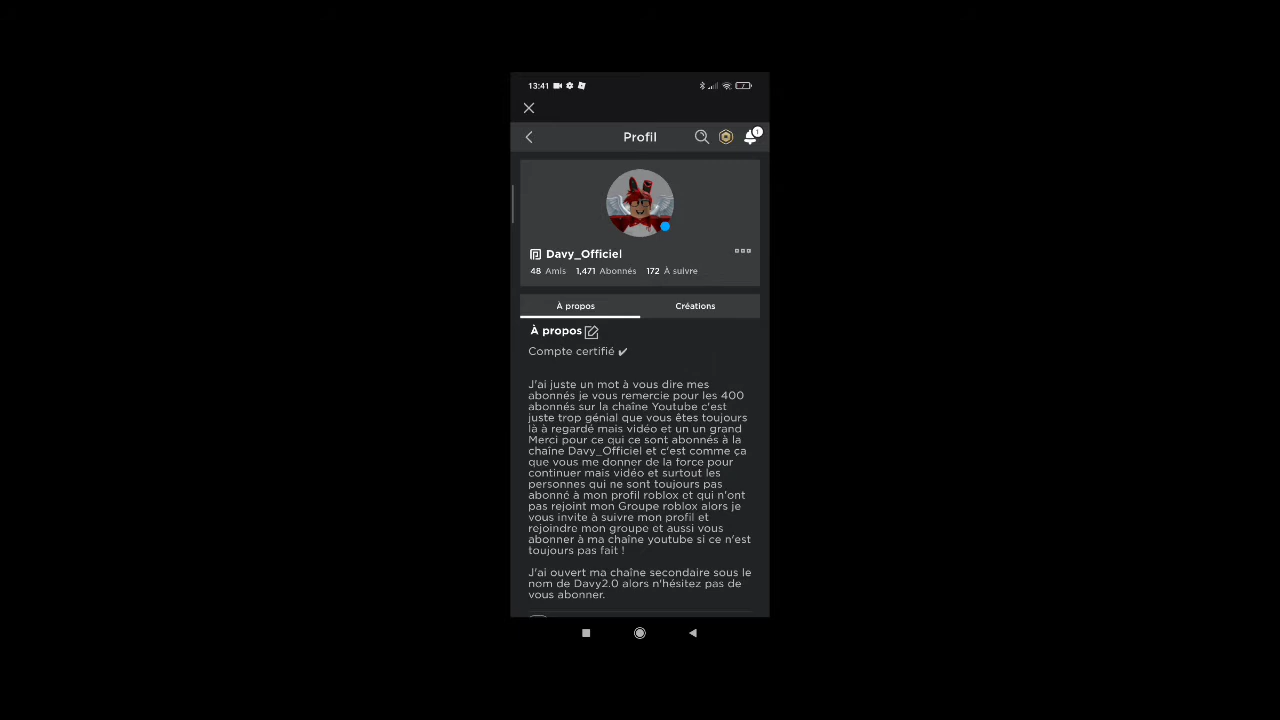 13:41
Profil
1
Davy_Officiel
48 Amis 1,471 Abonnés 172 À suivre
À propos Créations
À propos
Compte certifié ✔
J'ai juste un mot à vous dire mes
abonnés je vous remercie pour les 400
abonnés sur la chaîne Youtube c'est
juste trop génial que vous êtes toujours
là à regardé mais vidéo et un un grand
Merci pour ce qui ce sont abonnés à la
chaîne Davy_Officiel et c'est comme ça
que vous me donner de la force pour
continuer mais vidéo et surtout les
personnes qui ne sont toujours pas
abonné à mon profil roblox et qui n'ont
pas rejoint mon Groupe roblox alors je
vous invite à suivre mon profil et
rejoindre mon groupe et aussi vous
abonner à ma chaîne youtube si ce n'est
toujours pas fait !
J'ai ouvert ma chaîne secondaire sous le
nom de Davy2.0 alors n'hésitez pas de
vous abonner.